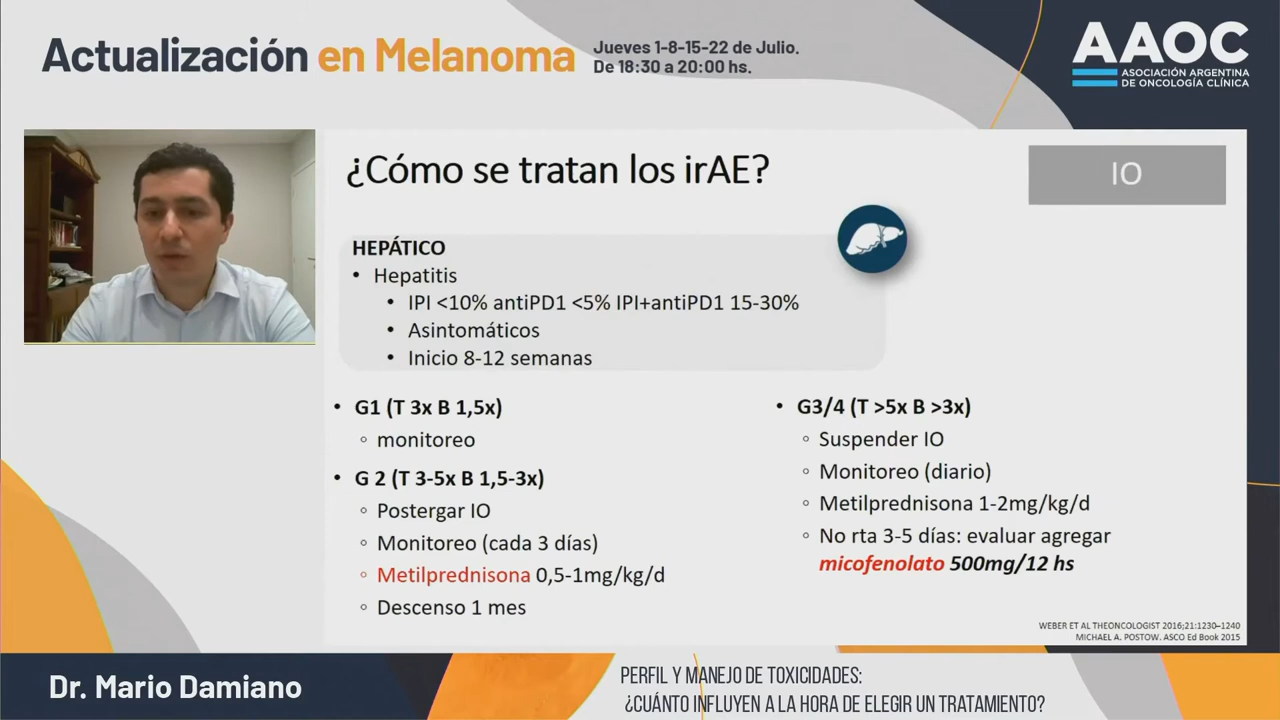 Actualización en Melanoma
Jueves 1-8-15-22 de Julio.
De 18:30 a 20:00 hs.
AAOC
ASOCIACIÓN ARGENTINA
DE ONCOLOGÍA CLÍNICA
¿Cómo se tratan los irAE?
IO
HEPÁTICO
• Hepatitis
• IPI <10% antiPD1 <5% IPI+antiPD1 15-30%
• Asintomáticos
• Inicio 8-12 semanas
• G1 (T 3x B 1,5x)
◦ monitoreo
• G 2 (T 3-5x B 1,5-3x)
◦ Postergar IO
◦ Monitoreo (cada 3 días)
◦ Metilprednisona 0,5-1mg/kg/d
◦ Descenso 1 mes
• G3/4 (T >5x B >3x)
◦ Suspender IO
◦ Monitoreo (diario)
◦ Metilprednisona 1-2mg/kg/d
◦ No rta 3-5 días: evaluar agregar
micofenolato 500mg/12 hs
WEBER ET AL THEONCOLOGIST 2016;21:1230–1240
MICHAEL A. POSTOW. ASCO Ed Book 2015
Dr. Mario Damiano
PERFIL Y MANEJO DE TOXICIDADES:
¿CUÁNTO INFLUYEN A LA HORA DE ELEGIR UN TRATAMIENTO?